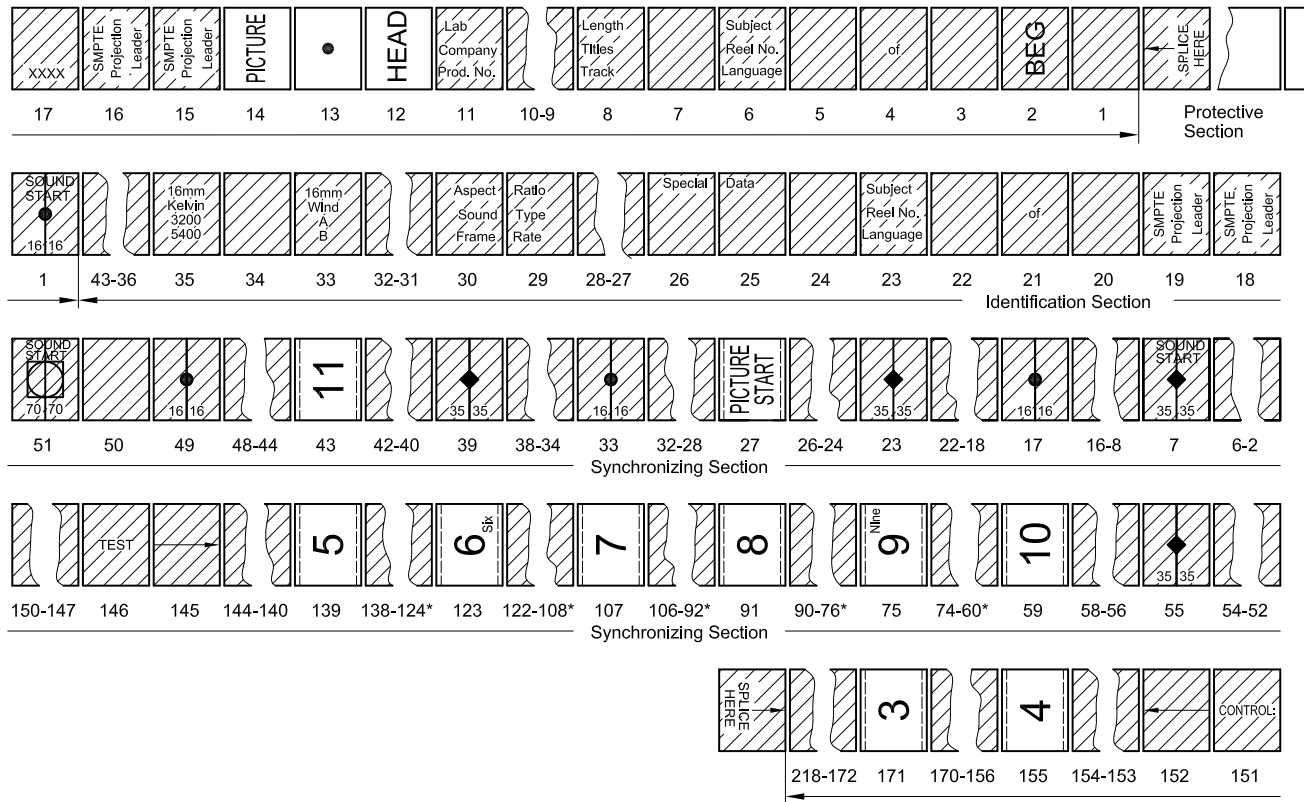 XXXX
SMPTE
Projection
Leader
SMPTE
Projection
Leader
PICTURE
HEAD
Lab
Company
Prod. No.
Length
Titles
Track
Subject
Reel No.
Language
of
BEG
SPLICE
HERE
17 16 15 14 13 12 11 10-9 8 7 6 5 4 3 2 1 Protective
Section
SOUND
START
16 16
16mm
Kelvin
3200
5400
16mm
Wind
A
B
Aspect Ratio
Sound Type
Frame Rate
Special Data
Subject
Reel No.
Language
of
SMPTE
Projection
Leader
SMPTE
Projection
Leader
1 43-36 35 34 33 32-31 30 29 28-27 26 25 24 23 22 21 20 19 18
Identification Section
SOUND
START
70 70
16 16
11
35 35
16 16
PICTURE
START
35 35
16 16
SOUND
START
35 35
51 50 49 48-44 43 42-40 39 38-34 33 32-28 27 26-24 23 22-18 17 16-8 7 6-2
Synchronizing Section
TEST
5
6 Six
7
8
9 Nine
10
35 35
150-147 146 145 144-140 139 138-124* 123 122-108* 107 106-92* 91 90-76* 75 74-60* 59 58-56 55 54-52
Synchronizing Section
SPLICE
HERE
3
4
CONTROL:
218-172 171 170-156 155 154-153 152 151